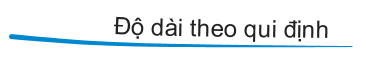 Độ dài theo qui định